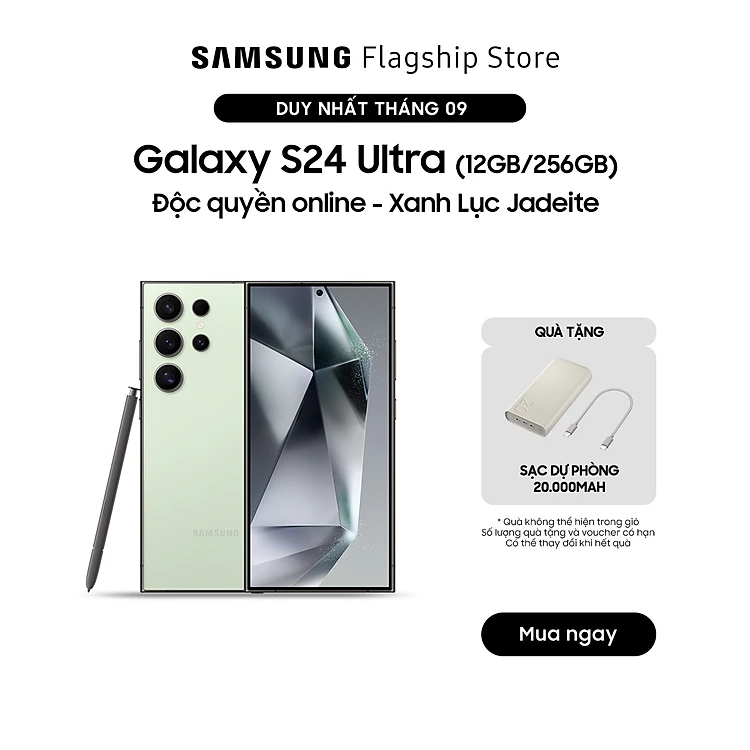 SAMSUNG Flagship Store
DUY NHẤT THÁNG 09
Galaxy S24 Ultra (12GB/256GB)
Độc quyền online - Xanh Lục Jadeite
SAMSUNG
QUÀ TẶNG
SẠC DỰ PHÒNG
20.000MAH
* Quà không thể hiện trong giỏ
Số lượng quà tặng và voucher có hạn
Có thể thay đổi khi hết quà
Mua ngay